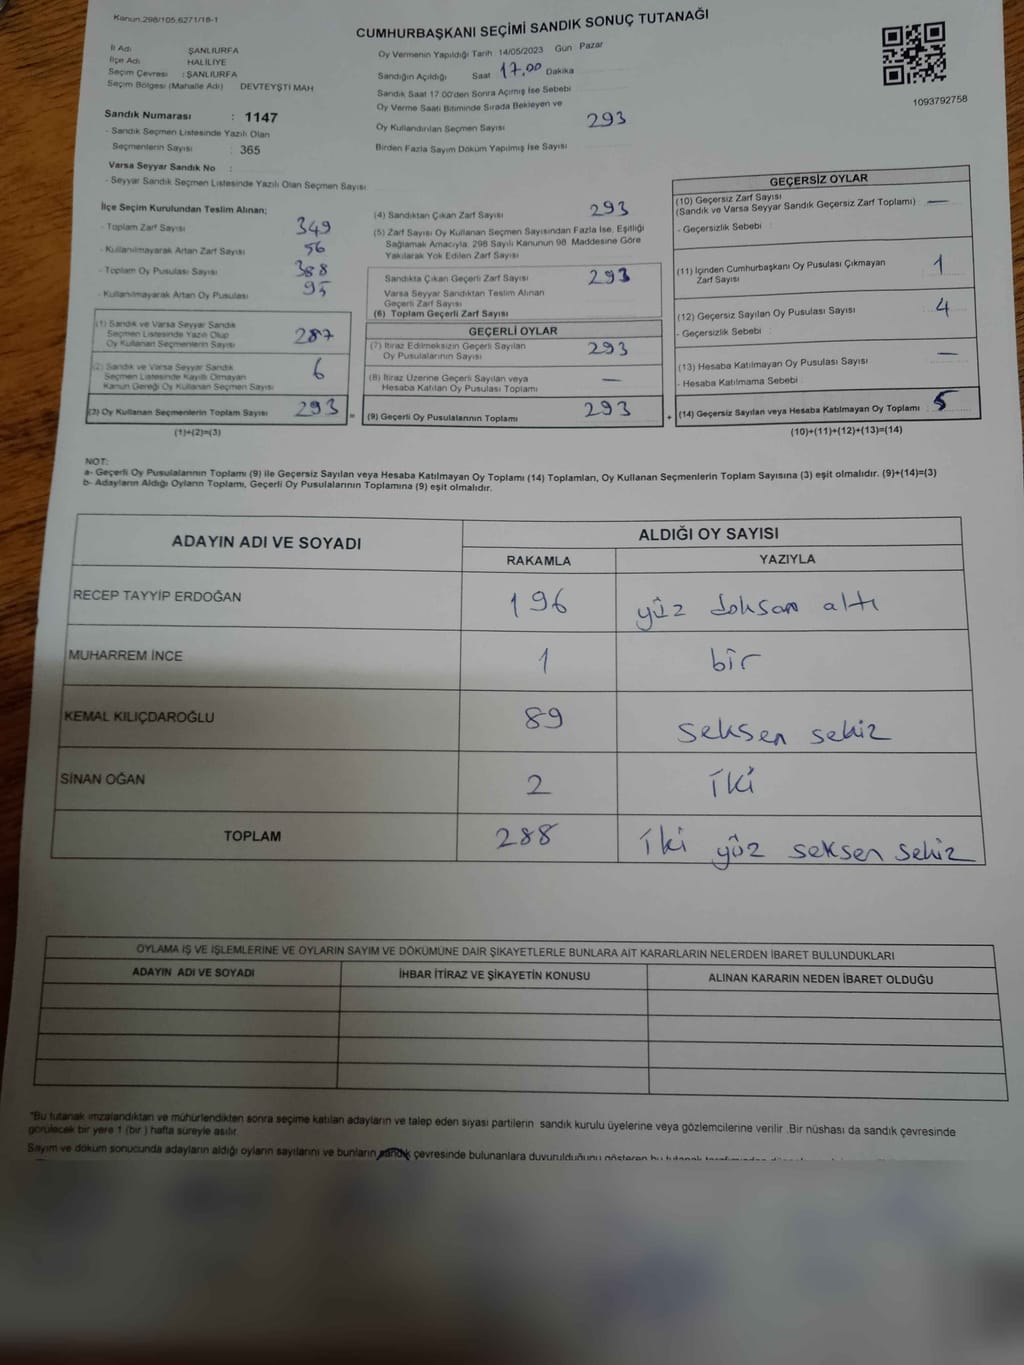 Kanun.298/105,6271/16-1
CUMHURBAŞKANI SEÇİMİ SANDIK SONUÇ TUTANAĞI
İl Adı ŞANLIURFA
İlçe Adı HALİLİYE
Seçim Çevresi : ŞANLIURFA
Seçim Bölgesi (Mahalle Adı) DEVTEYŞTİ MAH
Oy Vermenin Yapıldığı Tarih 14/05/2023 Gün Pazar
Sandığın Açıldığı Saat 17.00 Dakika
Sandık Saat 17.00'den Sonra Açımış İse Sebebi
Oy Verme Saati Bitiminde Sırada Bekleyen ve
Oy Kullandırılan Seçmen Sayısı 293
Birden Fazla Sayım Döküm Yapılmış İse Sayısı
1093792758
Sandık Numarası : 1147
- Sandık Seçmen Listesinde Yazılı Olan
Seçmenlerin Sayısı : 365
Varsa Seyyar Sandık No :
- Seyyar Sandık Seçmen Listesinde Yazılı Olan Seçmen Sayısı
İlçe Seçim Kurulundan Teslim Alınan;
- Toplam Zarf Sayısı 349
- Kullanılmayarak Artan Zarf Sayısı 56
- Toplam Oy Pusulası Sayısı 388
- Kullanılmayarak Artan Oy Pusulası 95
(1) Sandık ve Varsa Seyyar Sandık
Seçmen Listesinde Yazılı Olup
Oy Kullanan Seçmenlerin Sayısı 287
(2) Sandık ve Varsa Seyyar Sandık
Seçmen Listesinde Kayıtlı Olmayan
Kanun Gereği Oy Kullanan Seçmen Sayısı 6
(3) Oy Kullanan Seçmenlerin Toplam Sayısı 293 =
(1)+(2)=(3)
(4) Sandıktan Çıkan Zarf Sayısı 293
(5) Zarf Sayısı Oy Kullanan Seçmen Sayısından Fazla İse, Eşitliği
Sağlamak Amacıyla, 298 Sayılı Kanunun 98. Maddesine Göre
Yakılarak Yok Edilen Zarf Sayısı
Sandıkta Çıkan Geçerli Zarf Sayısı 293
Varsa Seyyar Sandıktan Teslim Alınan
Geçerli Zarf Sayısı
(6) Toplam Geçerli Zarf Sayısı
GEÇERLİ OYLAR
(7) İtiraz Edilmeksizin Geçerli Sayılan
Oy Pusulalarının Sayısı 293
(8) İtiraz Üzerine Geçerli Sayılan veya
Hesaba Katılan Oy Pusulası Toplamı —
(9) Geçerli Oy Pusulalarının Toplamı 293 +
GEÇERSİZ OYLAR
(10) Geçersiz Zarf Sayısı
(Sandık ve Varsa Seyyar Sandık Geçersiz Zarf Toplamı) —
- Geçersizlik Sebebi :
(11) İçinden Cumhurbaşkanı Oy Pusulası Çıkmayan
Zarf Sayısı 1
(12) Geçersiz Sayılan Oy Pusulası Sayısı 4
- Geçersizlik Sebebi :
(13) Hesaba Katılmayan Oy Pusulası Sayısı —
- Hesaba Katılmama Sebebi :
(14) Geçersiz Sayılan veya Hesaba Katılmayan Oy Toplamı : 5
(10)+(11)+(12)+(13)=(14)
NOT:
a- Geçerli Oy Pusulalarının Toplamı (9) ile Geçersiz Sayılan veya Hesaba Katılmayan Oy Toplamı (14) Toplamları, Oy Kullanan Seçmenlerin Toplam Sayısına (3) eşit olmalıdır. (9)+(14)=(3)
b- Adayların Aldığı Oyların Toplamı, Geçerli Oy Pusulalarının Toplamına (9) eşit olmalıdır.
ADAYIN ADI VE SOYADI ALDIĞI OY SAYISI
RAKAMLA YAZIYLA
RECEP TAYYİP ERDOĞAN 196 yüz doksan altı
MUHARREM İNCE 1 bir
KEMAL KILIÇDAROĞLU 89 seksen sekiz
SİNAN OĞAN 2 iki
TOPLAM 288 iki yüz seksen sekiz
OYLAMA İŞ VE İŞLEMLERİNE VE OYLARIN SAYIM VE DÖKÜMÜNE DAİR ŞİKAYETLERLE BUNLARA AİT KARARLARIN NELERDEN İBARET BULUNDUKLARI
ADAYIN ADI VE SOYADI İHBAR İTİRAZ VE ŞİKAYETİN KONUSU ALINAN KARARIN NEDEN İBARET OLDUĞU
*Bu tutanak imzalandıktan ve mühürlendikten sonra seçime katılan adayların ve talep eden siyasi partilerin sandık kurulu üyelerine veya gözlemcilerine verilir .Bir nüshası da sandık çevresinde
görülecek bir yere 1 (bir ) hafta süreyle asılır.
Sayım ve döküm sonucunda adayların aldığı oyların sayılarını ve bunların sandık çevresinde bulunanlara duyurulduğunu gösteren bu tutanak